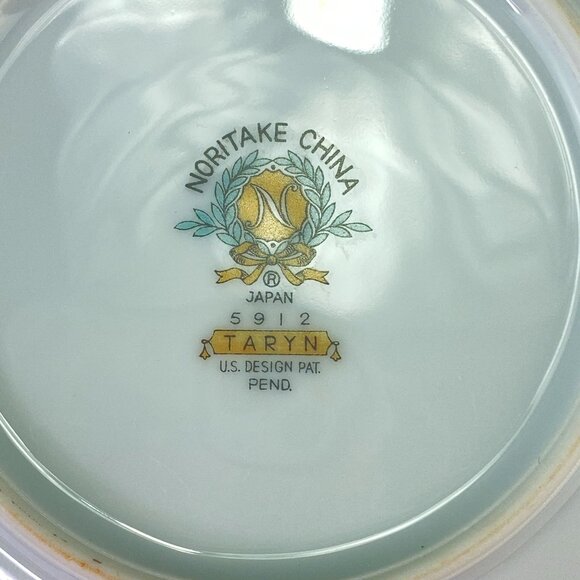 NORITAKE CHINA
N
®
JAPAN
5912
TARYN
U.S. DESIGN PAT.
PEND.